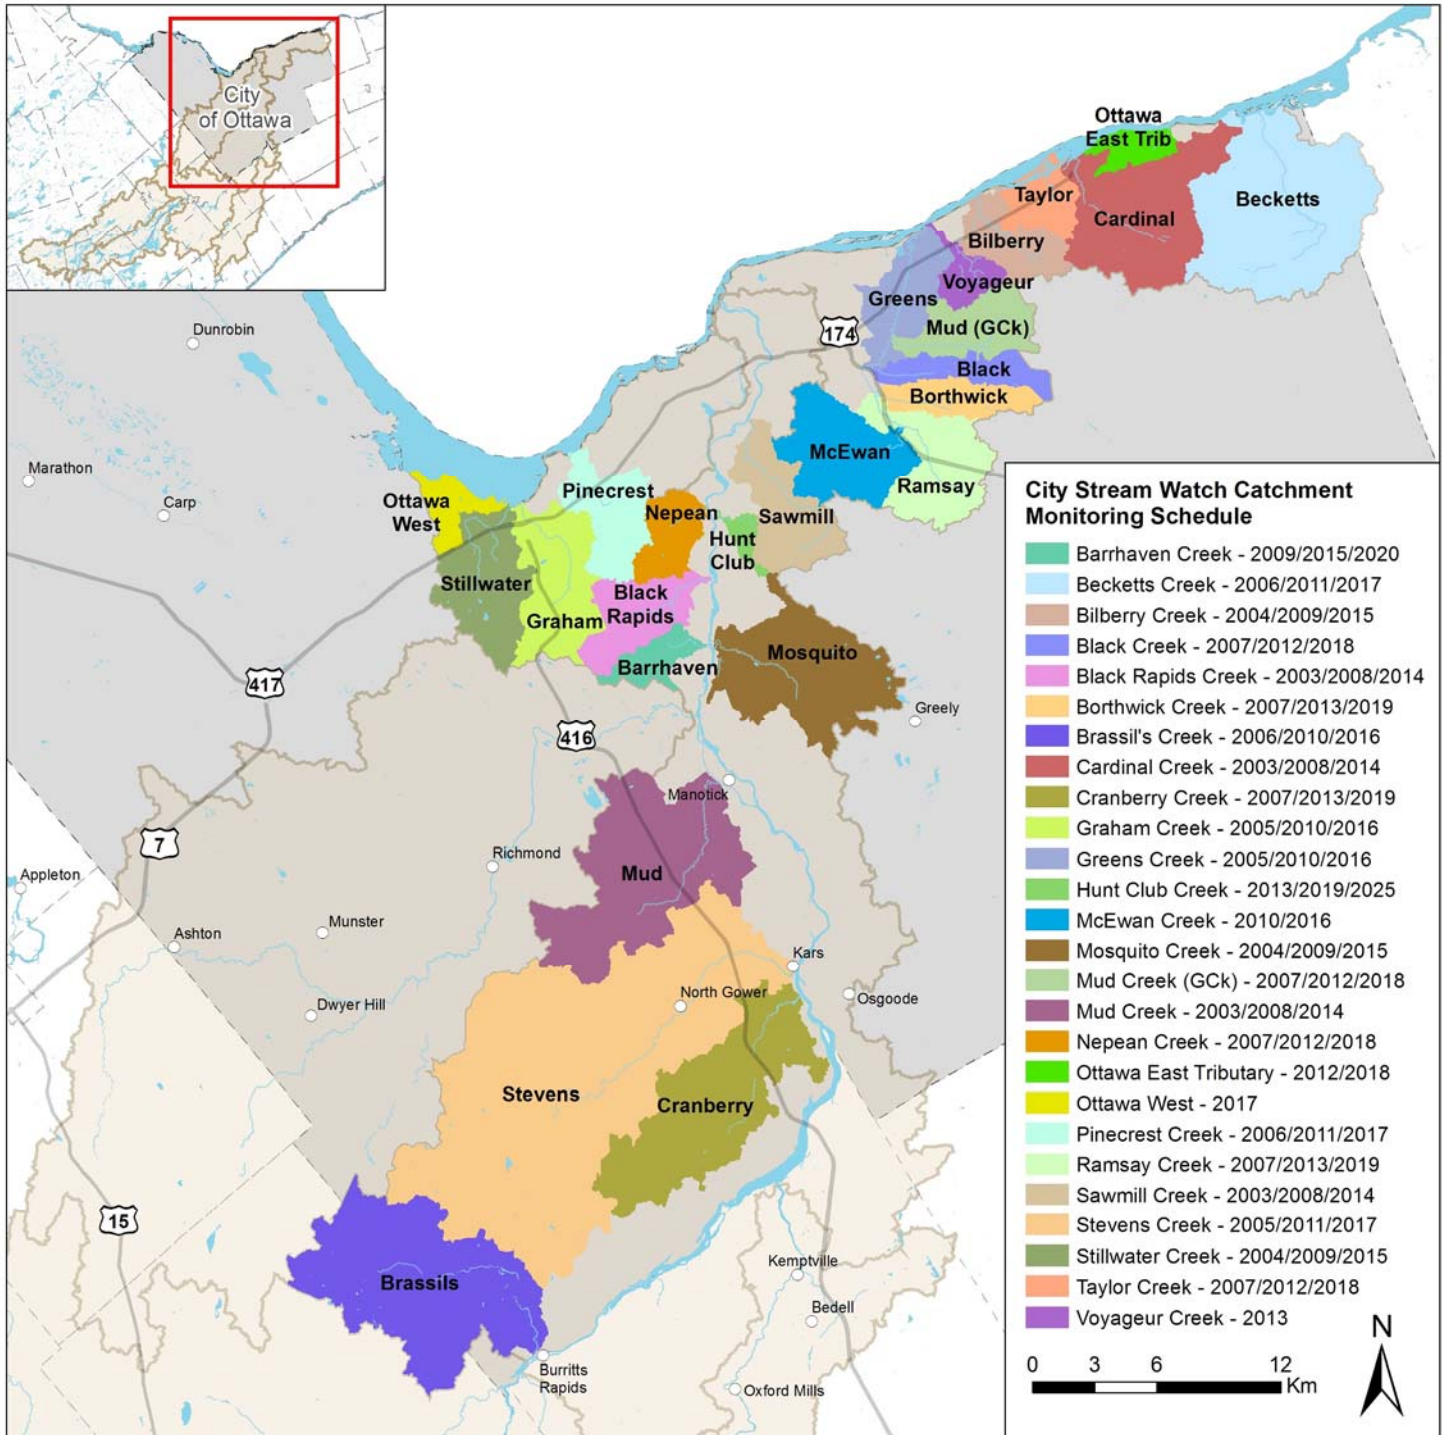 City
of Ottawa
Ottawa
East Trib
Becketts
Taylor
Cardinal
Bilberry
Voyageur
Greens
Mud (GCk)
174
Dunrobin
Black
Borthwick
McEwan
Marathon
Carp
Ottawa
West
Pinecrest
Nepean
Hunt
Club
Sawmill
Ramsay
Stillwater
Graham
Black
Rapids
Barrhaven
Mosquito
417
416
Greely
Manotick
7
Richmond
Mud
Appleton
Ashton
Munster
Kars
North Gower
Osgoode
Dwyer Hill
Stevens
Cranberry
15
Brassils
Kemptville
Bedell
Burritts
Rapids
Oxford Mills
City Stream Watch Catchment
Monitoring Schedule
Barrhaven Creek - 2009/2015/2020
Becketts Creek - 2006/2011/2017
Bilberry Creek - 2004/2009/2015
Black Creek - 2007/2012/2018
Black Rapids Creek - 2003/2008/2014
Borthwick Creek - 2007/2013/2019
Brassil's Creek - 2006/2010/2016
Cardinal Creek - 2003/2008/2014
Cranberry Creek - 2007/2013/2019
Graham Creek - 2005/2010/2016
Greens Creek - 2005/2010/2016
Hunt Club Creek - 2013/2019/2025
McEwan Creek - 2010/2016
Mosquito Creek - 2004/2009/2015
Mud Creek (GCk) - 2007/2012/2018
Mud Creek - 2003/2008/2014
Nepean Creek - 2007/2012/2018
Ottawa East Tributary - 2012/2018
Ottawa West - 2017
Pinecrest Creek - 2006/2011/2017
Ramsay Creek - 2007/2013/2019
Sawmill Creek - 2003/2008/2014
Stevens Creek - 2005/2011/2017
Stillwater Creek - 2004/2009/2015
Taylor Creek - 2007/2012/2018
Voyageur Creek - 2013
N
0 3 6 12
Km